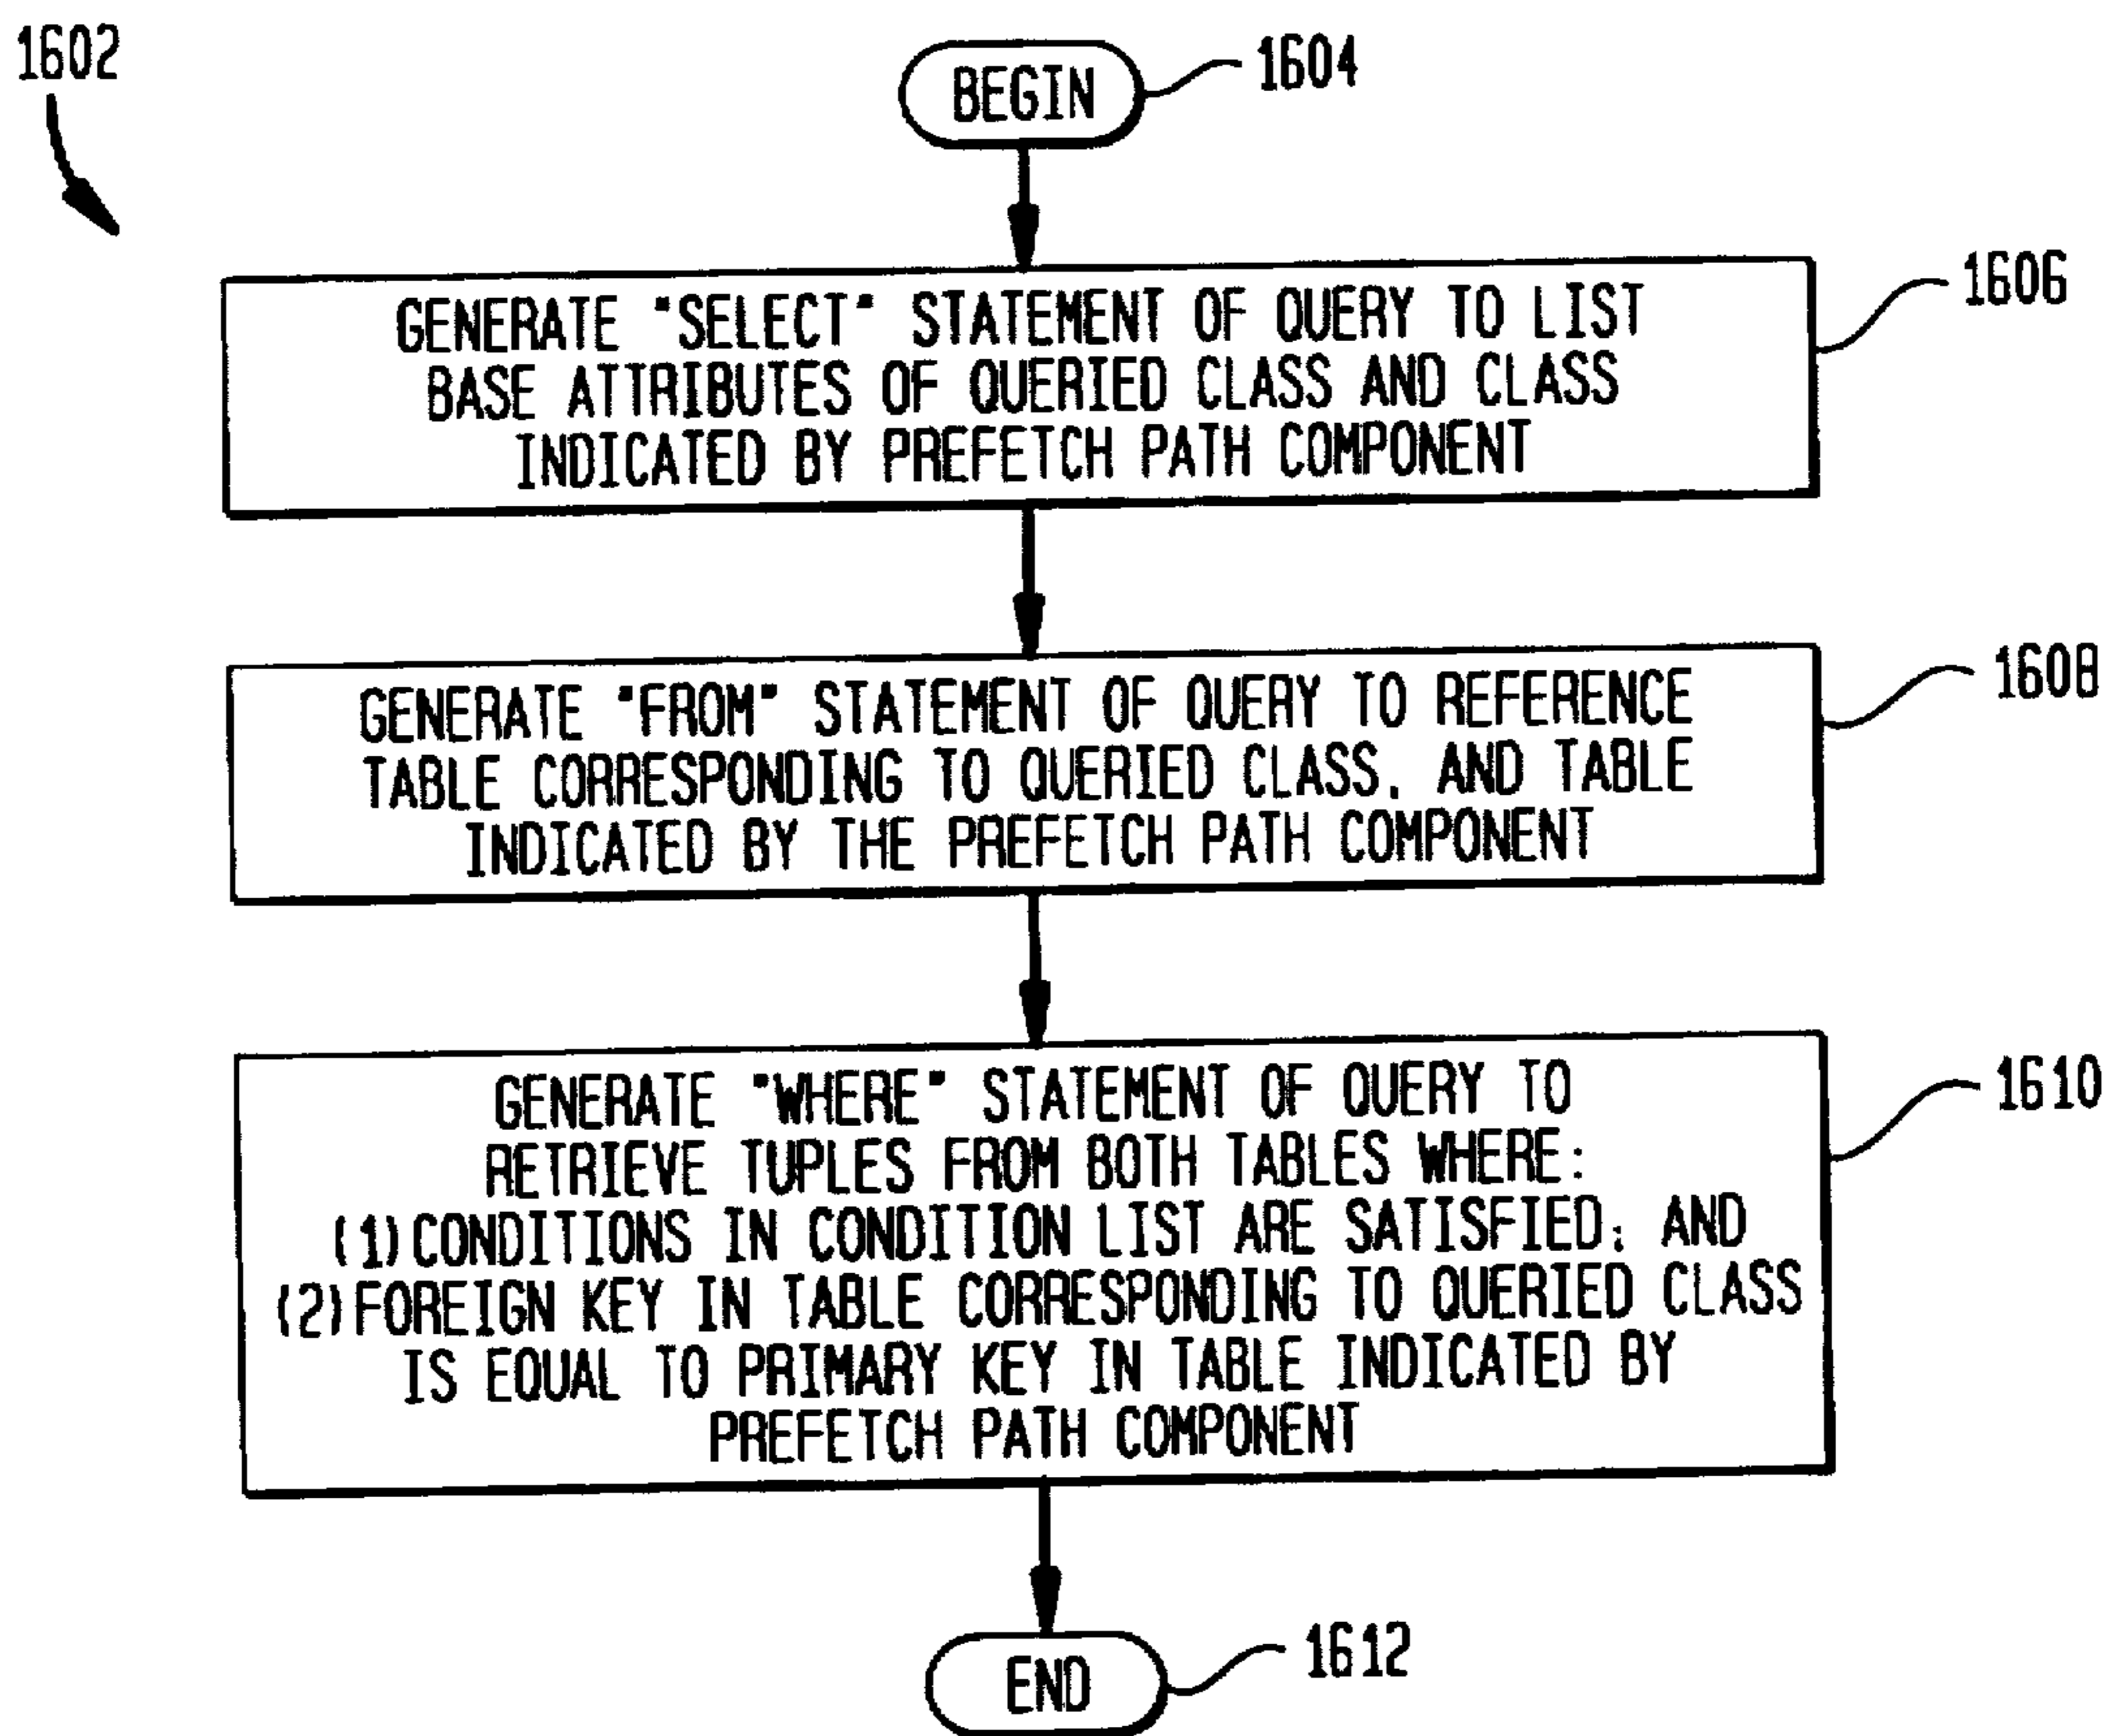 1602
BEGIN
1604
GENERATE "SELECT" STATEMENT OF QUERY TO LIST
BASE ATTRIBUTES OF QUERIED CLASS AND CLASS
INDICATED BY PREFETCH PATH COMPONENT
1606
GENERATE "FROM" STATEMENT OF QUERY TO REFERENCE
TABLE CORRESPONDING TO QUERIED CLASS, AND TABLE
INDICATED BY THE PREFETCH PATH COMPONENT
1608
GENERATE "WHERE" STATEMENT OF QUERY TO
RETRIEVE TUPLES FROM BOTH TABLES WHERE:
(1) CONDITIONS IN CONDITION LIST ARE SATISFIED; AND
(2) FOREIGN KEY IN TABLE CORRESPONDING TO QUERIED CLASS
IS EQUAL TO PRIMARY KEY IN TABLE INDICATED BY
PREFETCH PATH COMPONENT
1610
END
1612